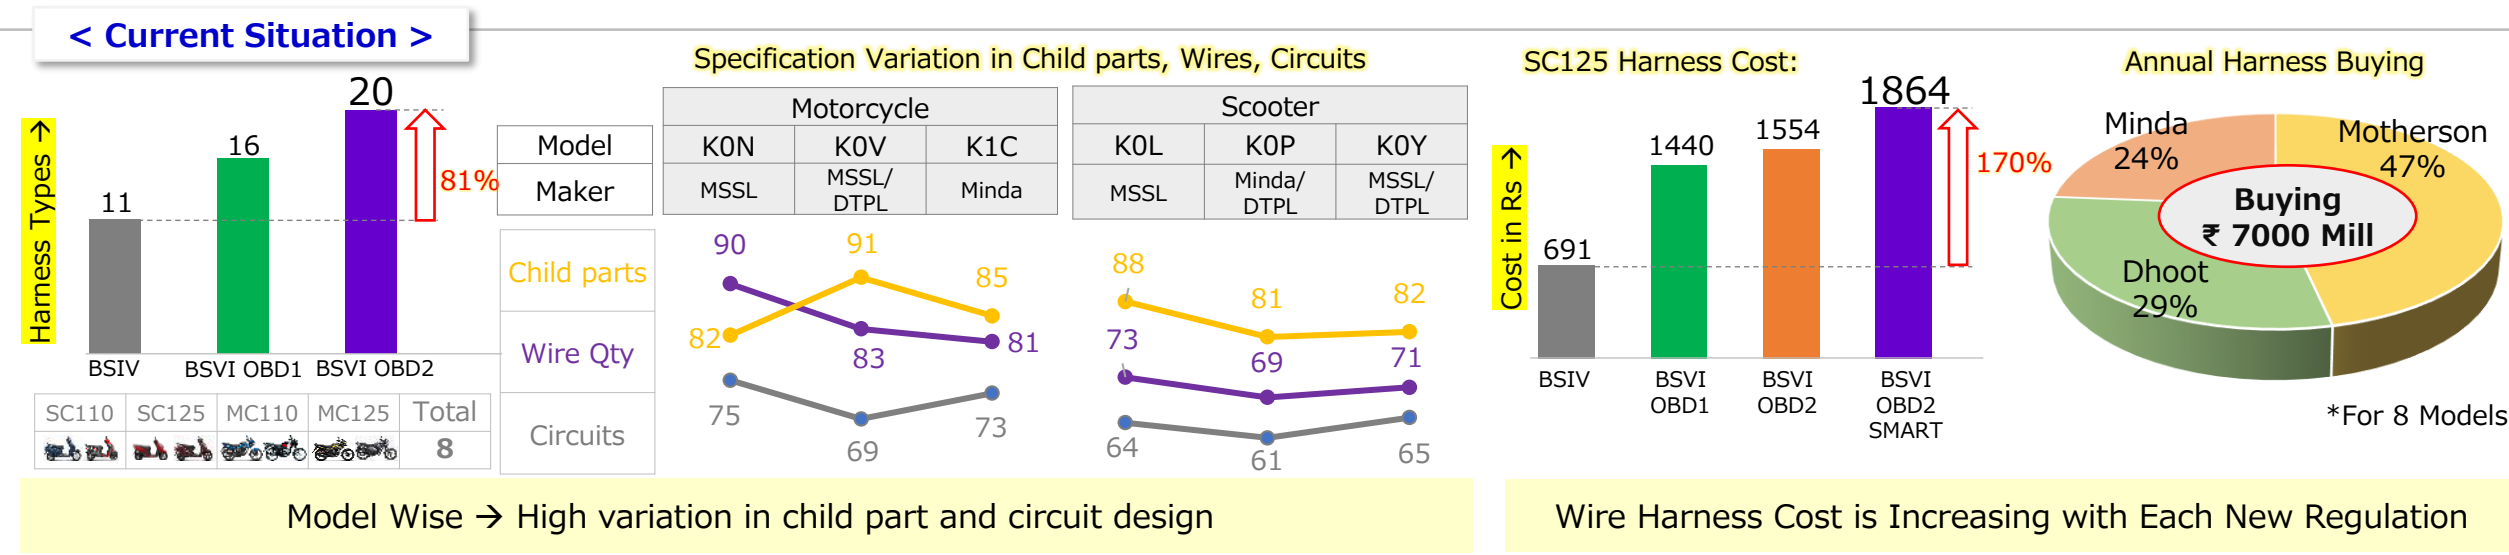 < Current Situation >
20
16
11
81%
Harness Types →
BSIV
BSVI OBD1
BSVI OBD2
SC110 SC125 MC110 MC125 Total
8
Specification Variation in Child parts, Wires, Circuits
Motorcycle
Scooter
Model K0N K0V K1C K0L K0P K0Y
Maker MSSL MSSL/ DTPL Minda MSSL Minda/ DTPL MSSL/ DTPL
Child parts
82 91 85 88 81 82
Wire Qty
90 83 81 73 69 71
Circuits
75 69 73 64 61 65
Model Wise → High variation in child part and circuit design
SC125 Harness Cost:
1864
1554
1440
691
170%
Cost in Rs →
BSIV
BSVI
OBD1
BSVI
OBD2
BSVI
OBD2
SMART
Annual Harness Buying
Minda
24%
Motherson
47%
Buying
₹ 7000 Mill
Dhoot
29%
*For 8 Models
Wire Harness Cost is Increasing with Each New Regulation